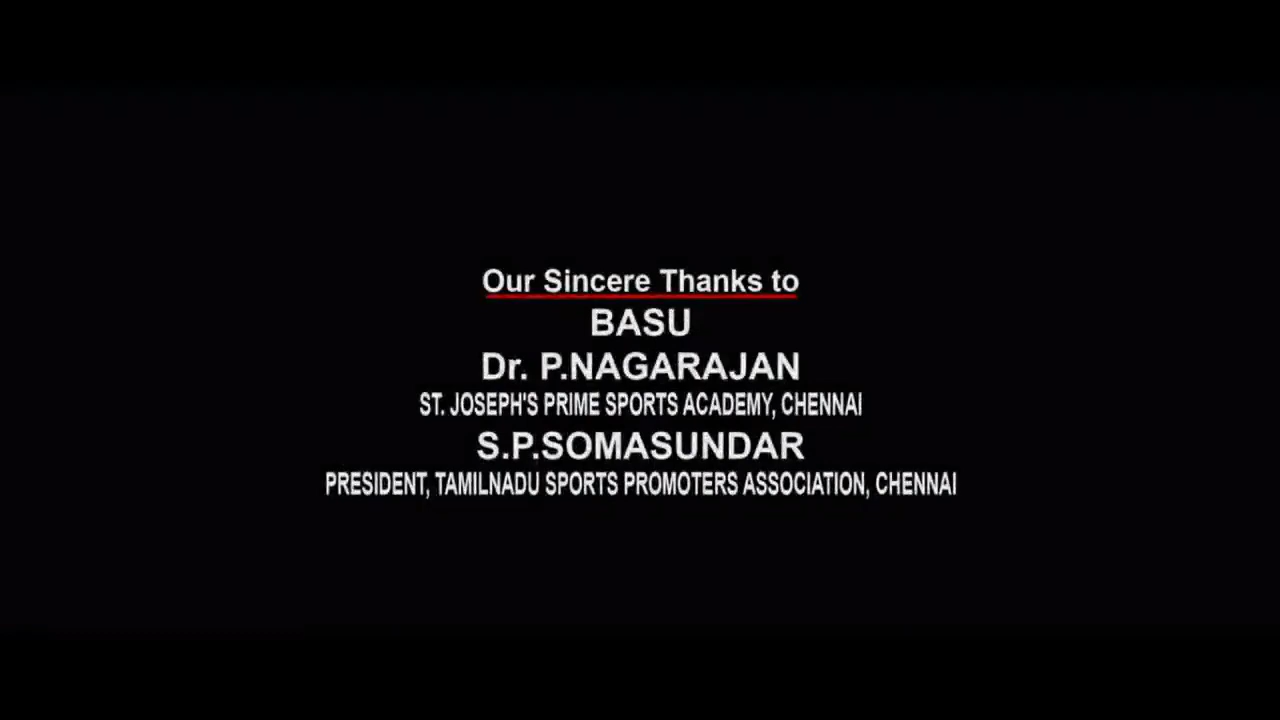 Our Sincere Thanks to
BASU
Dr. P.NAGARAJAN
ST. JOSEPH'S PRIME SPORTS ACADEMY, CHENNAI
S.P.SOMASUNDAR
PRESIDENT, TAMILNADU SPORTS PROMOTERS ASSOCIATION, CHENNAI